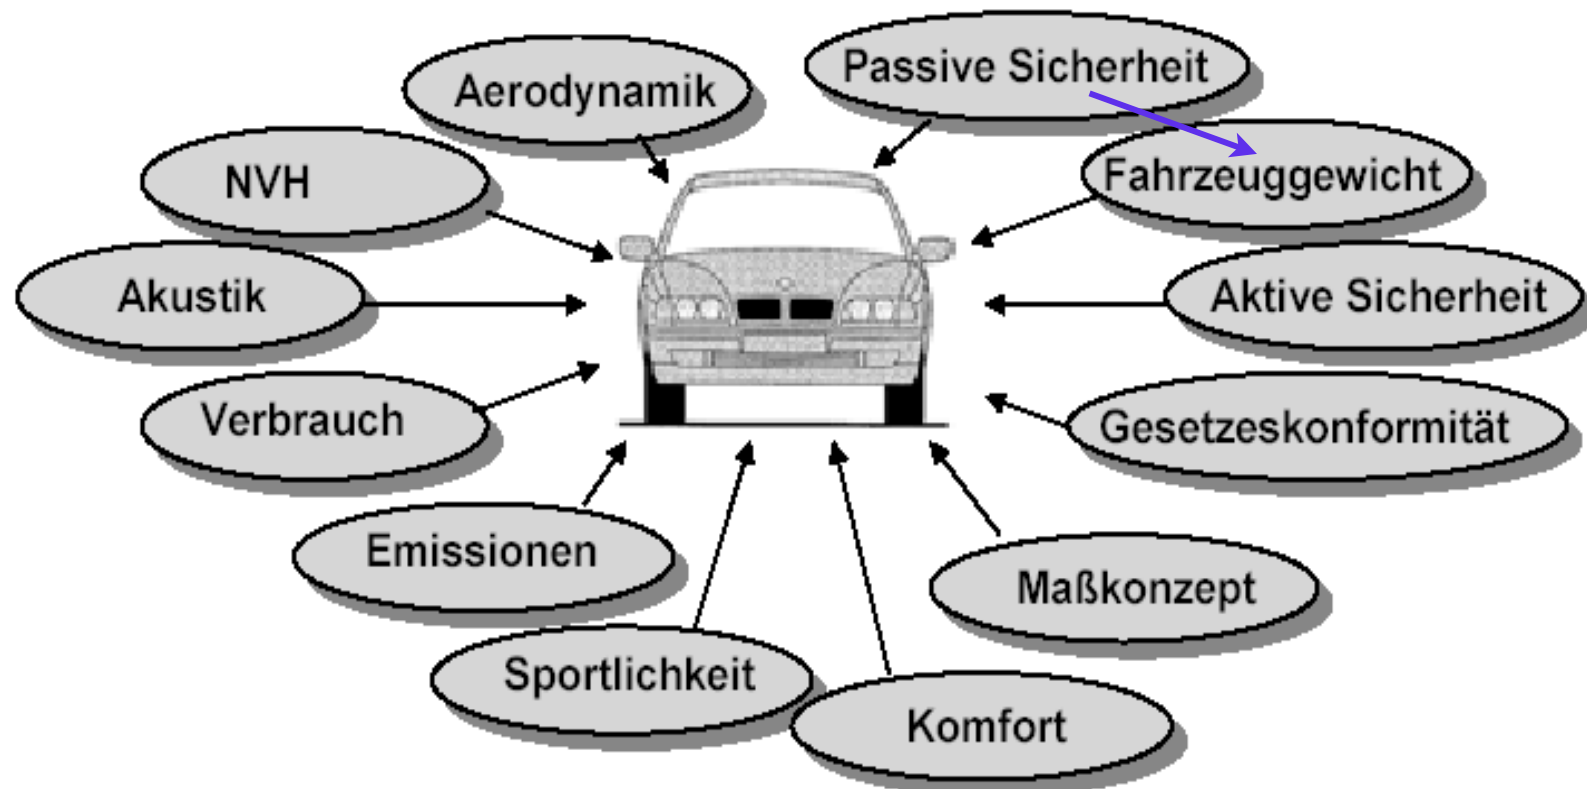 Passive Sicherheit
Aerodynamik
Fahrzeuggewicht
NVH
Akustik
Aktive Sicherheit
Verbrauch
Gesetzeskonformität
Emissionen
Maßkonzept
Sportlichkeit
Komfort